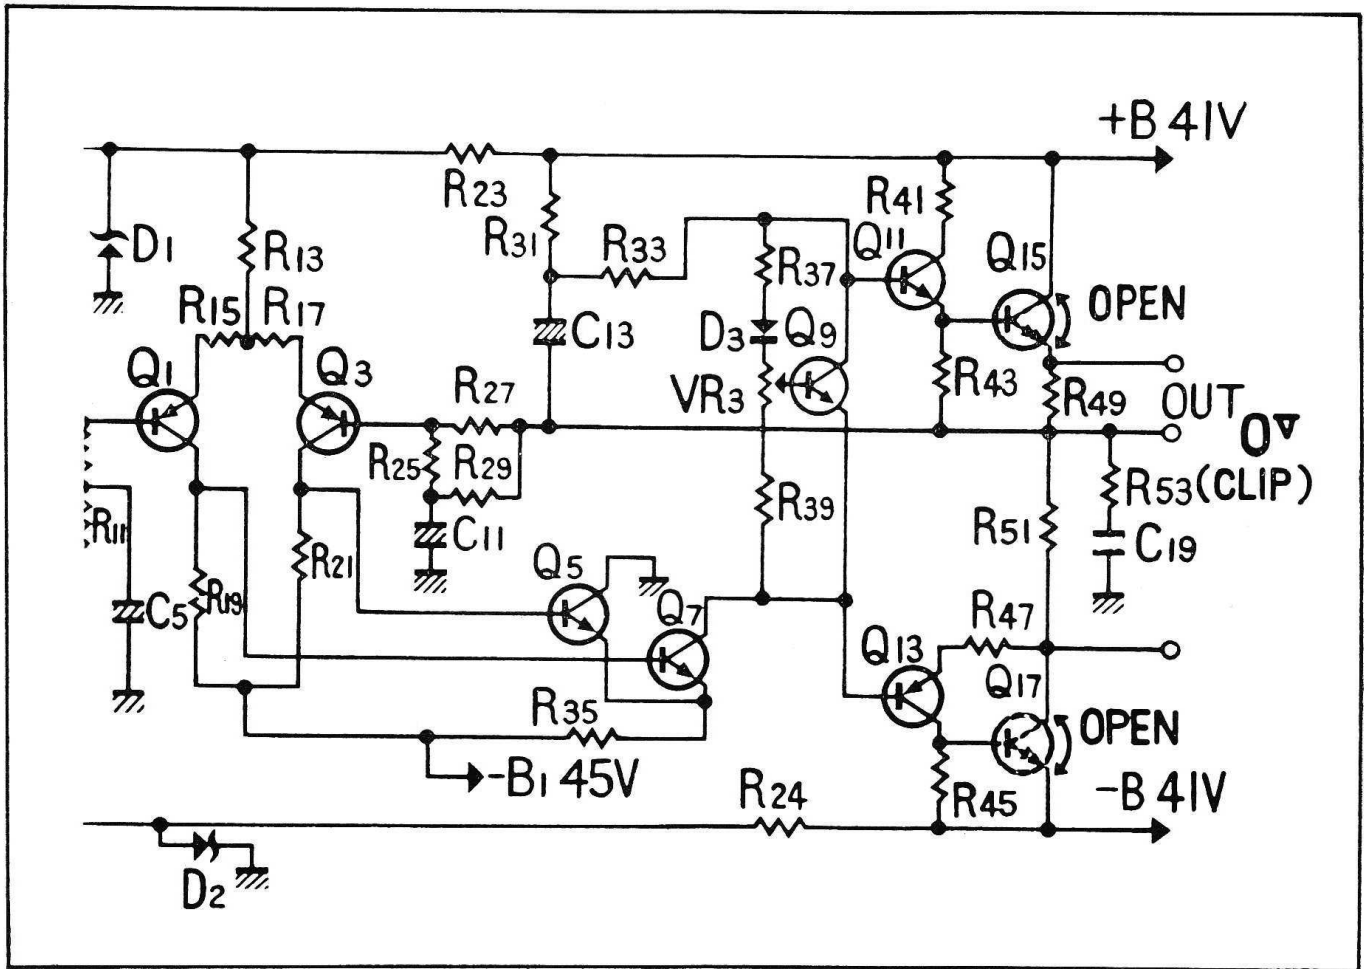 +B 41V
R23
R41
D1
R13
R31
R33
Q11
Q15
R37
OPEN
R15
R17
C13
D3
Q9
Q1
Q3
R27
VR3
R43
R49
OUT
0V
R25
R29
R53(CLIP)
R11
R39
R51
C11
C19
R21
Q5
C5
R19
Q7
R47
Q13
Q17
R35
OPEN
-B1 45V
R24
R45
-B 41V
D2